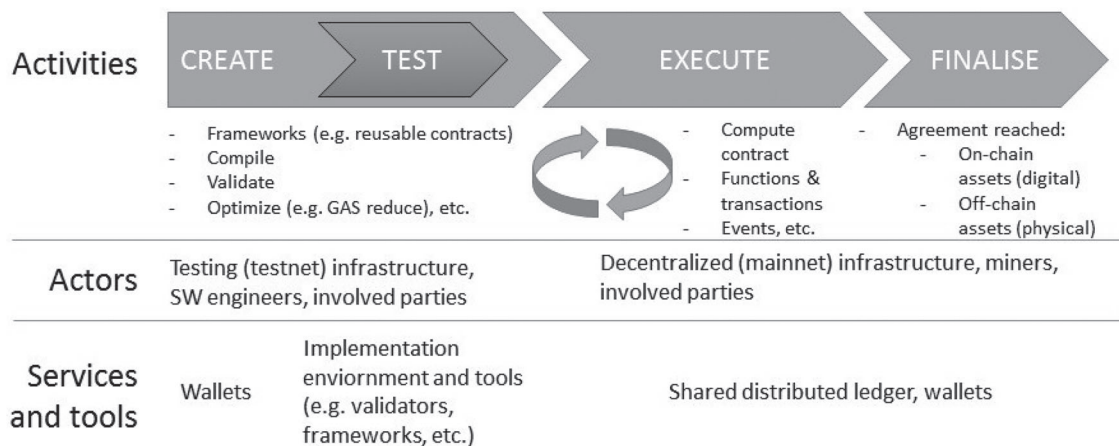 Activities
CREATE
TEST
EXECUTE
FINALISE
- Frameworks (e.g. reusable contracts)
- Compile
- Validate
- Optimize (e.g. GAS reduce), etc.
- Compute
contract
- Functions &
transactions
- Events, etc.
- Agreement reached:
- On-chain
assets (digital)
- Off-chain
assets (physical)
Actors
Testing (testnet) infrastructure,
SW engineers, involved parties
Decentralized (mainnet) infrastructure, miners,
involved parties
Services
and tools
Wallets
Implementation
enviornment and tools
(e.g. validators,
frameworks, etc.)
Shared distributed ledger, wallets